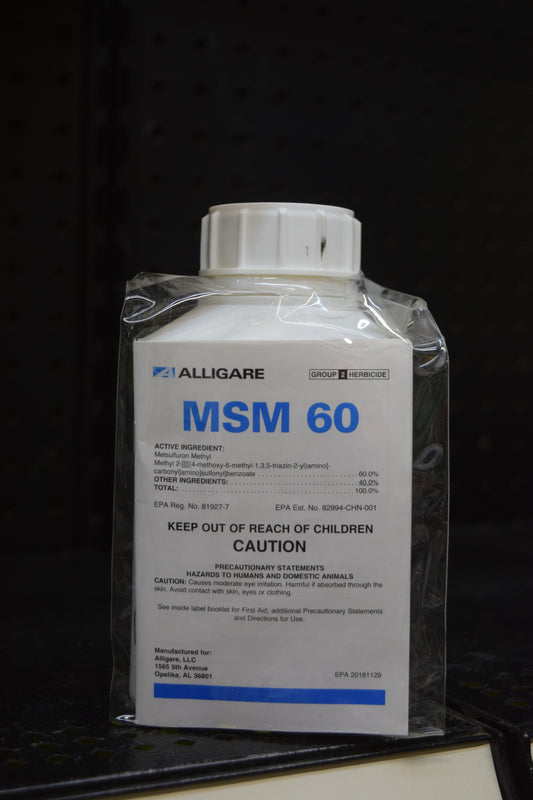 ALLIGARE
GROUP 2 HERBICIDE
MSM 60
ACTIVE INGREDIENT:
Metsulfuron Methyl
Methyl 2-[[[[(4-methoxy-6-methyl-1,3,5-triazin-2-yl)amino]-
carbonyl]amino]sulfonyl]benzoate ........................ 60.0%
OTHER INGREDIENTS: ........................ 40.0%
TOTAL: ........................ 100.0%
EPA Reg. No. 81927-7 EPA Est. No. 82994-CHN-001
KEEP OUT OF REACH OF CHILDREN
CAUTION
PRECAUTIONARY STATEMENTS
HAZARDS TO HUMANS AND DOMESTIC ANIMALS
CAUTION: Causes moderate eye irritation. Harmful if absorbed through the
skin. Avoid contact with skin, eyes or clothing.
See inside label booklet for First Aid, additional Precautionary Statements
and Directions for Use.
Manufactured for:
Alligare, LLC
1565 5th Avenue
Opelika, AL 36801
EPA 20181129